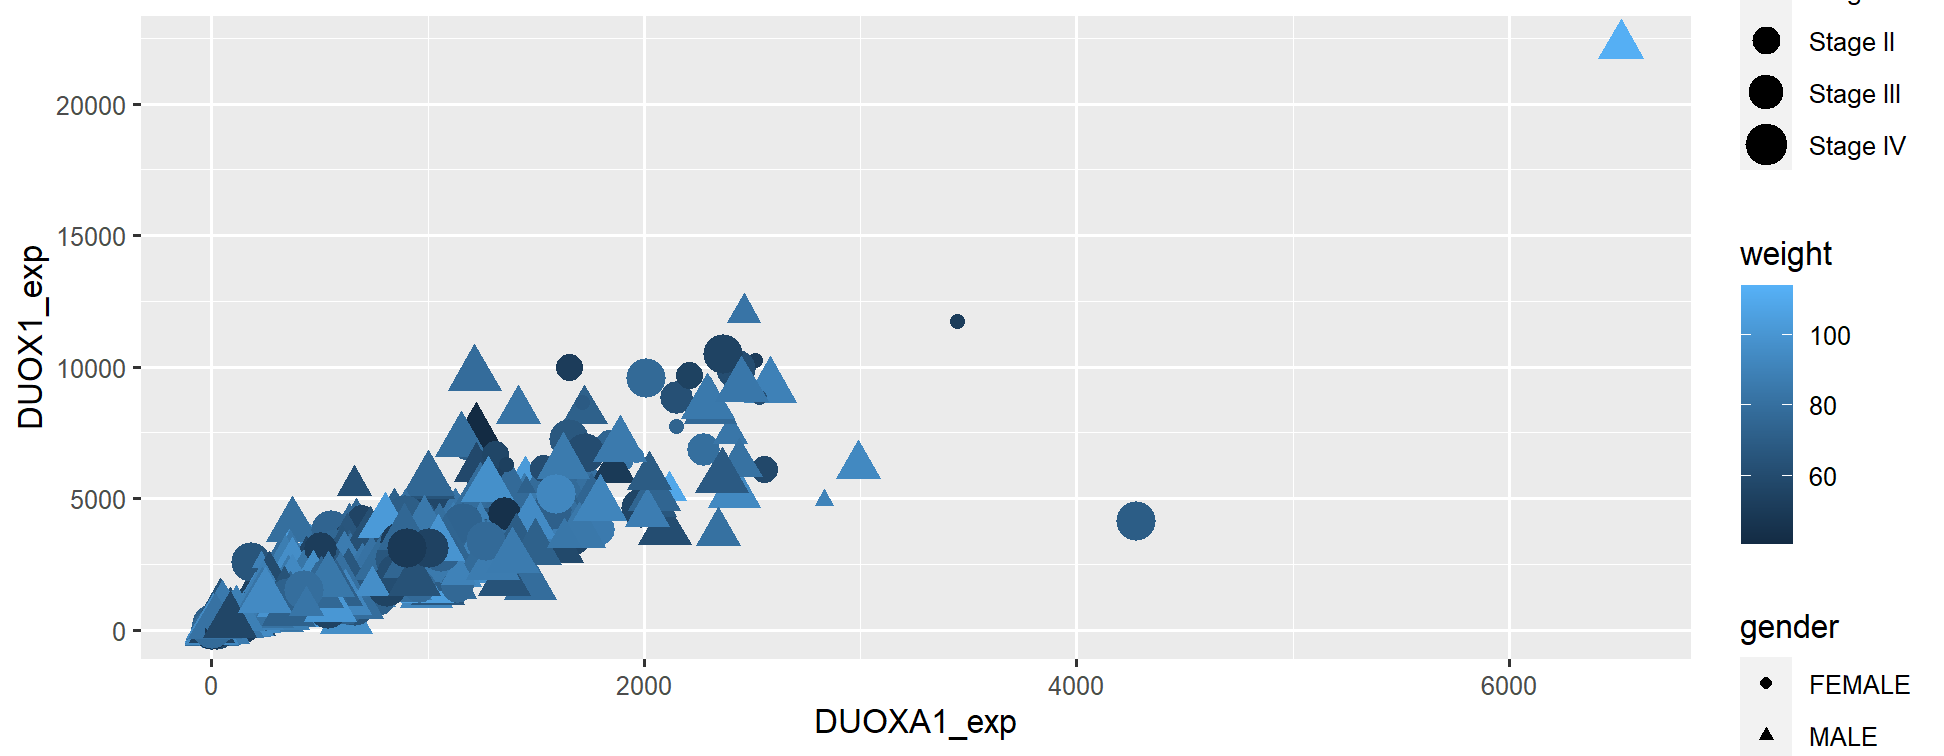 Stage II
Stage III
Stage IV
20000
15000
10000
5000
0
DUOX1_exp
0 2000 4000 6000
DUOXA1_exp
weight
100
80
60
gender
FEMALE
MALE